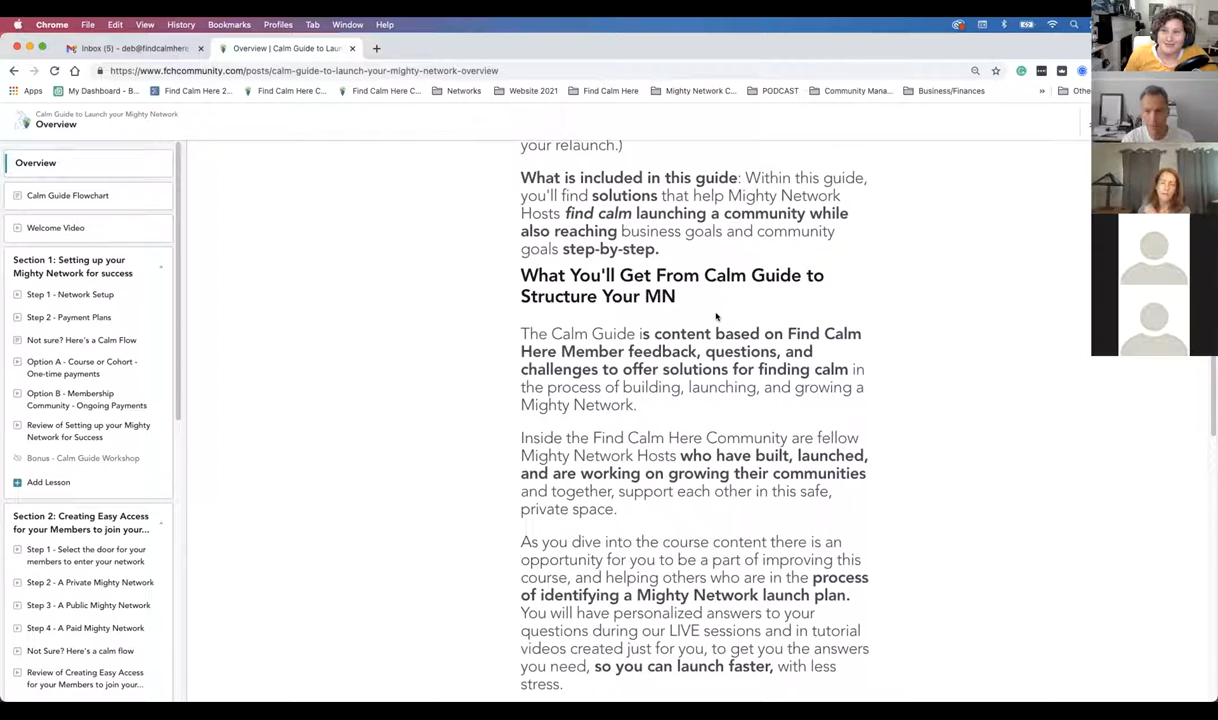 Chrome File Edit View History Bookmarks Profiles Tab Window Help
Inbox (5) - deb@findcalmhere
Overview | Calm Guide to Laun
https://www.fchcommunity.com/posts/calm-guide-to-launch-your-mighty-network-overview
Apps My Dashboard - B... Find Calm Here 2... Find Calm Here C... Find Calm Here C... Networks Website 2021 Find Calm Here Mighty Network C... PODCAST Community Mana... Business/Finances » Othe
Calm Guide to Launch your Mighty Network
Overview
Overview
Calm Guide Flowchart
Welcome Video
Section 1: Setting up your
Mighty Network for success
Step 1 - Network Setup
Step 2 - Payment Plans
Not sure? Here's a Calm Flow
Option A - Course or Cohort -
One-time payments
Option B - Membership
Community - Ongoing Payments
Review of Setting up your Mighty
Network for Success
Bonus - Calm Guide Workshop
Add Lesson
Section 2: Creating Easy Access
for your Members to join your...
Step 1 - Select the door for your
members to enter your network
Step 2 - A Private Mighty Network
Step 3 - A Public Mighty Network
Step 4 - A Paid Mighty Network
Not Sure? Here's a calm flow
Review of Creating Easy Access
for your Members to join your...
your relaunch.)
What is included in this guide: Within this guide,
you'll find solutions that help Mighty Network
Hosts find calm launching a community while
also reaching business goals and community
goals step-by-step.
What You'll Get From Calm Guide to
Structure Your MN
The Calm Guide is content based on Find Calm
Here Member feedback, questions, and
challenges to offer solutions for finding calm in
the process of building, launching, and growing a
Mighty Network.
Inside the Find Calm Here Community are fellow
Mighty Network Hosts who have built, launched,
and are working on growing their communities
and together, support each other in this safe,
private space.
As you dive into the course content there is an
opportunity for you to be a part of improving this
course, and helping others who are in the process
of identifying a Mighty Network launch plan.
You will have personalized answers to your
questions during our LIVE sessions and in tutorial
videos created just for you, to get you the answers
you need, so you can launch faster, with less
stress.